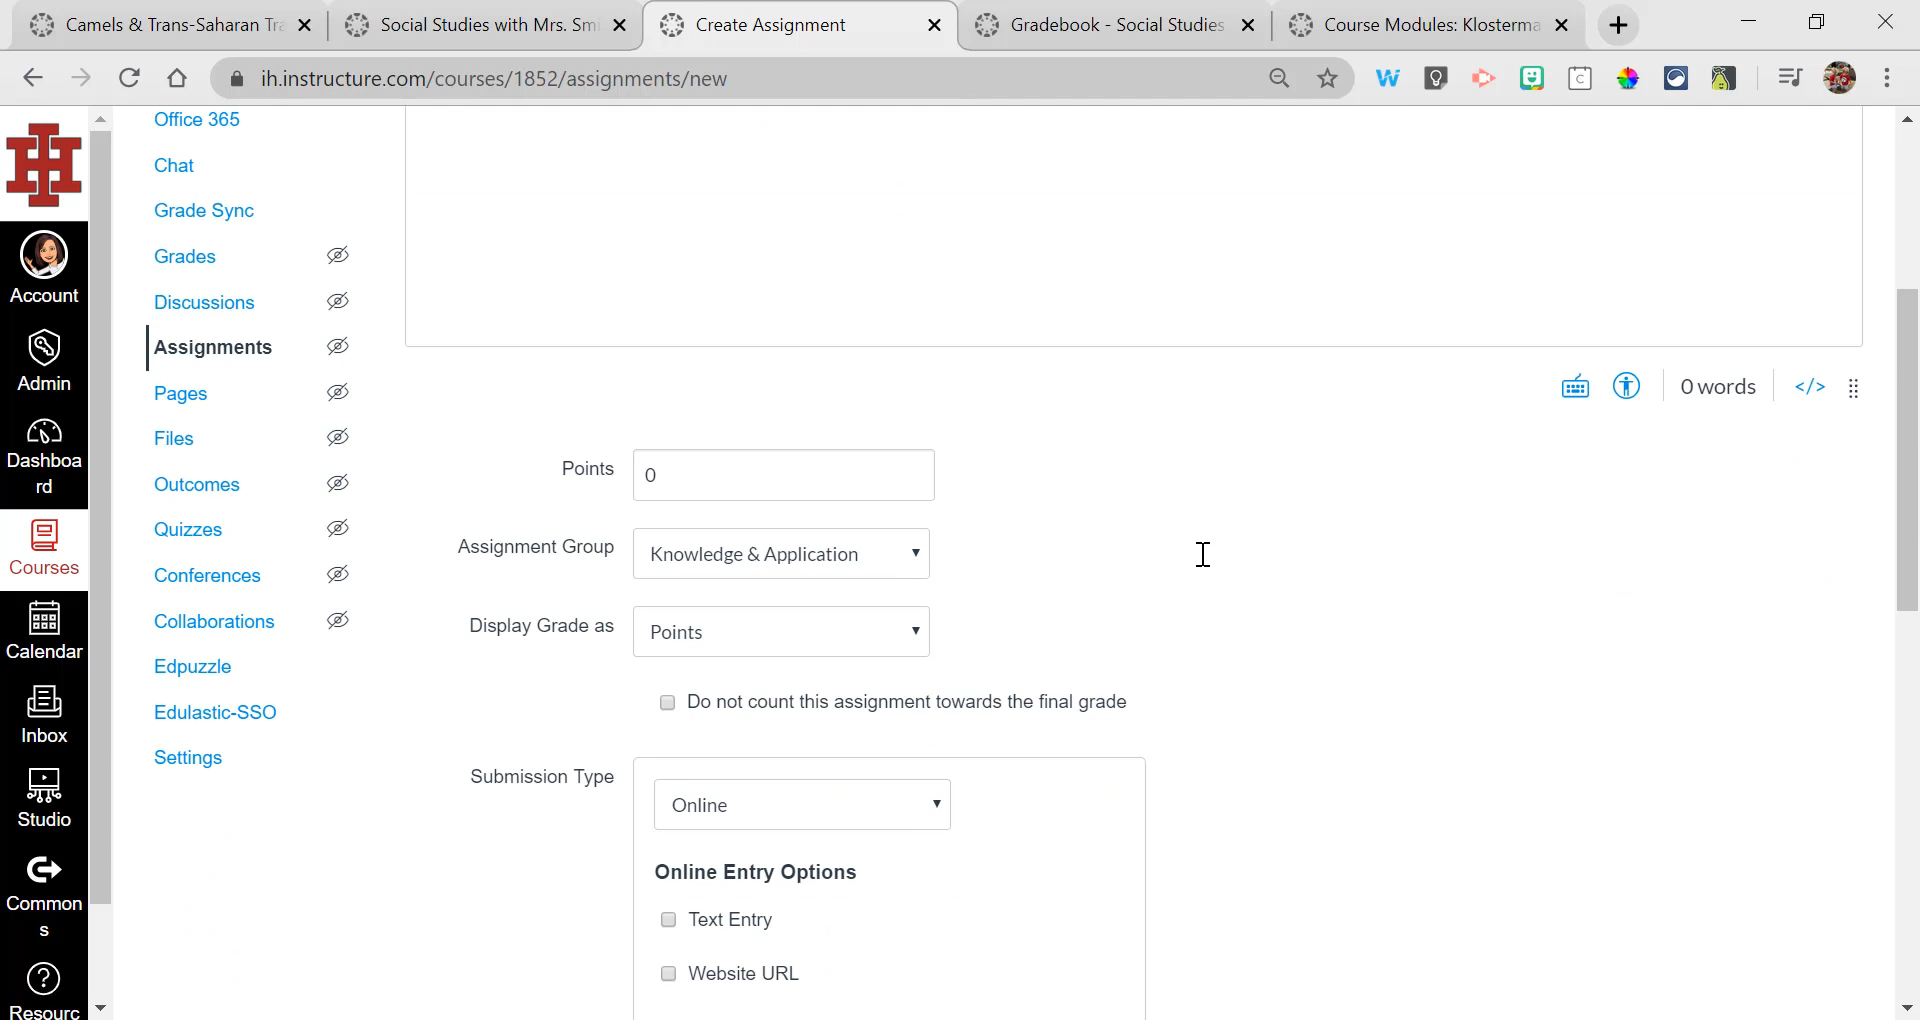 Camels & Trans-Saharan Tra
Social Studies with Mrs. Smi
Create Assignment
Gradebook - Social Studies
Course Modules: Klosterma
ih.instructure.com/courses/1852/assignments/new
Account
Admin
Dashboa
rd
Courses
Calendar
Inbox
Studio
Common
s
Resourc
Office 365
Chat
Grade Sync
Grades
Discussions
Assignments
Pages
Files
Outcomes
Quizzes
Conferences
Collaborations
Edpuzzle
Edulastic-SSO
Settings
0 words
</>
Points
0
Assignment Group
Knowledge & Application
Display Grade as
Points
Do not count this assignment towards the final grade
Submission Type
Online
Online Entry Options
Text Entry
Website URL